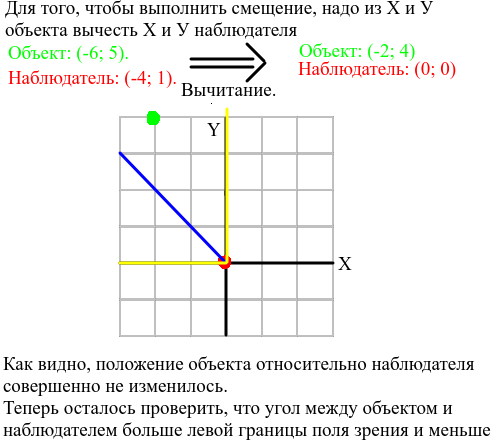 Для того, чтобы выполнить смещение, надо из X и У
объекта вычесть X и У наблюдателя
Объект: (-6; 5).
Наблюдатель: (-4; 1).
Вычитание.
Объект: (-2; 4)
Наблюдатель: (0; 0)
Y
X
Как видно, положение объекта относительно наблюдателя
совершенно не изменилось.
Теперь осталось проверить, что угол между объектом и
наблюдателем больше левой границы поля зрения и меньше